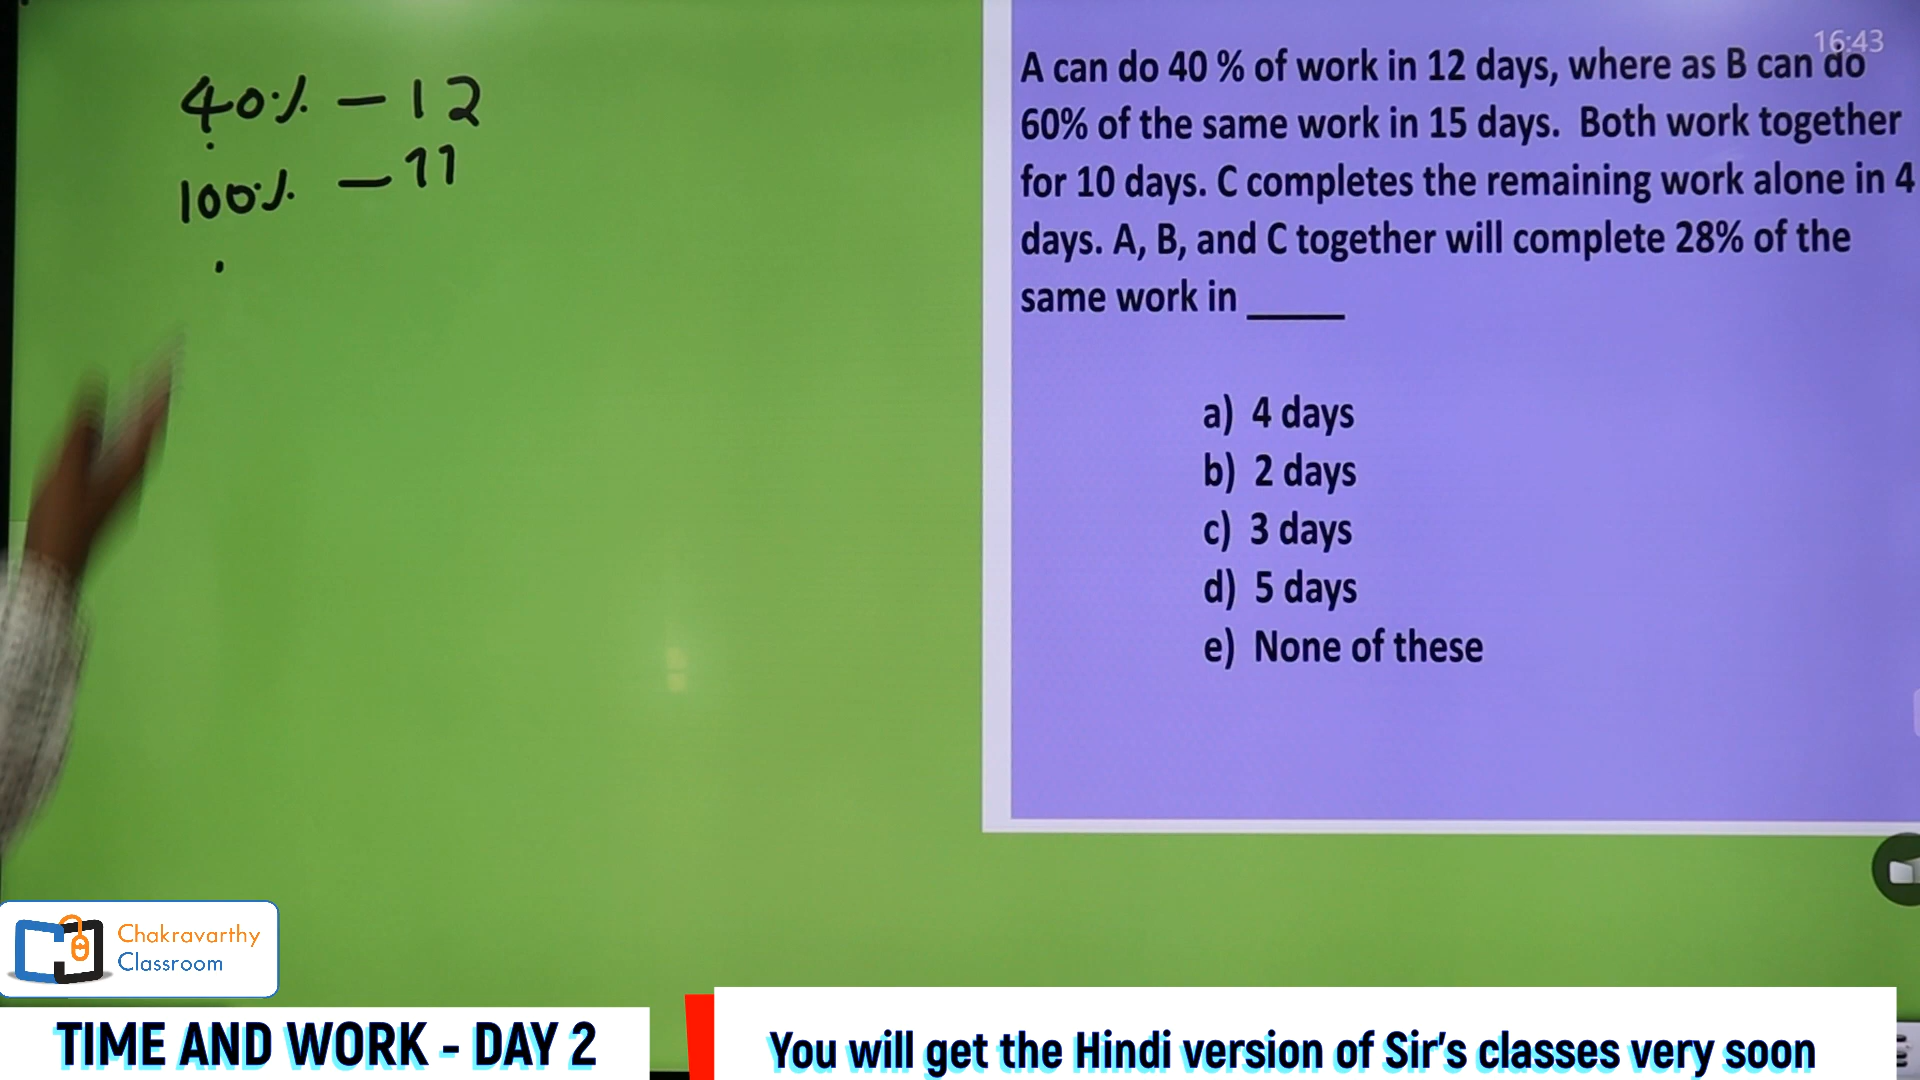 40% – 12
100% – ??
16:43
A can do 40 % of work in 12 days, where as B can do
60% of the same work in 15 days. Both work together
for 10 days. C completes the remaining work alone in 4
days. A, B, and C together will complete 28% of the
same work in _____
a) 4 days
b) 2 days
c) 3 days
d) 5 days
e) None of these
Chakravarthy
Classroom
TIME AND WORK - DAY 2
You will get the Hindi version of Sir's classes very soon